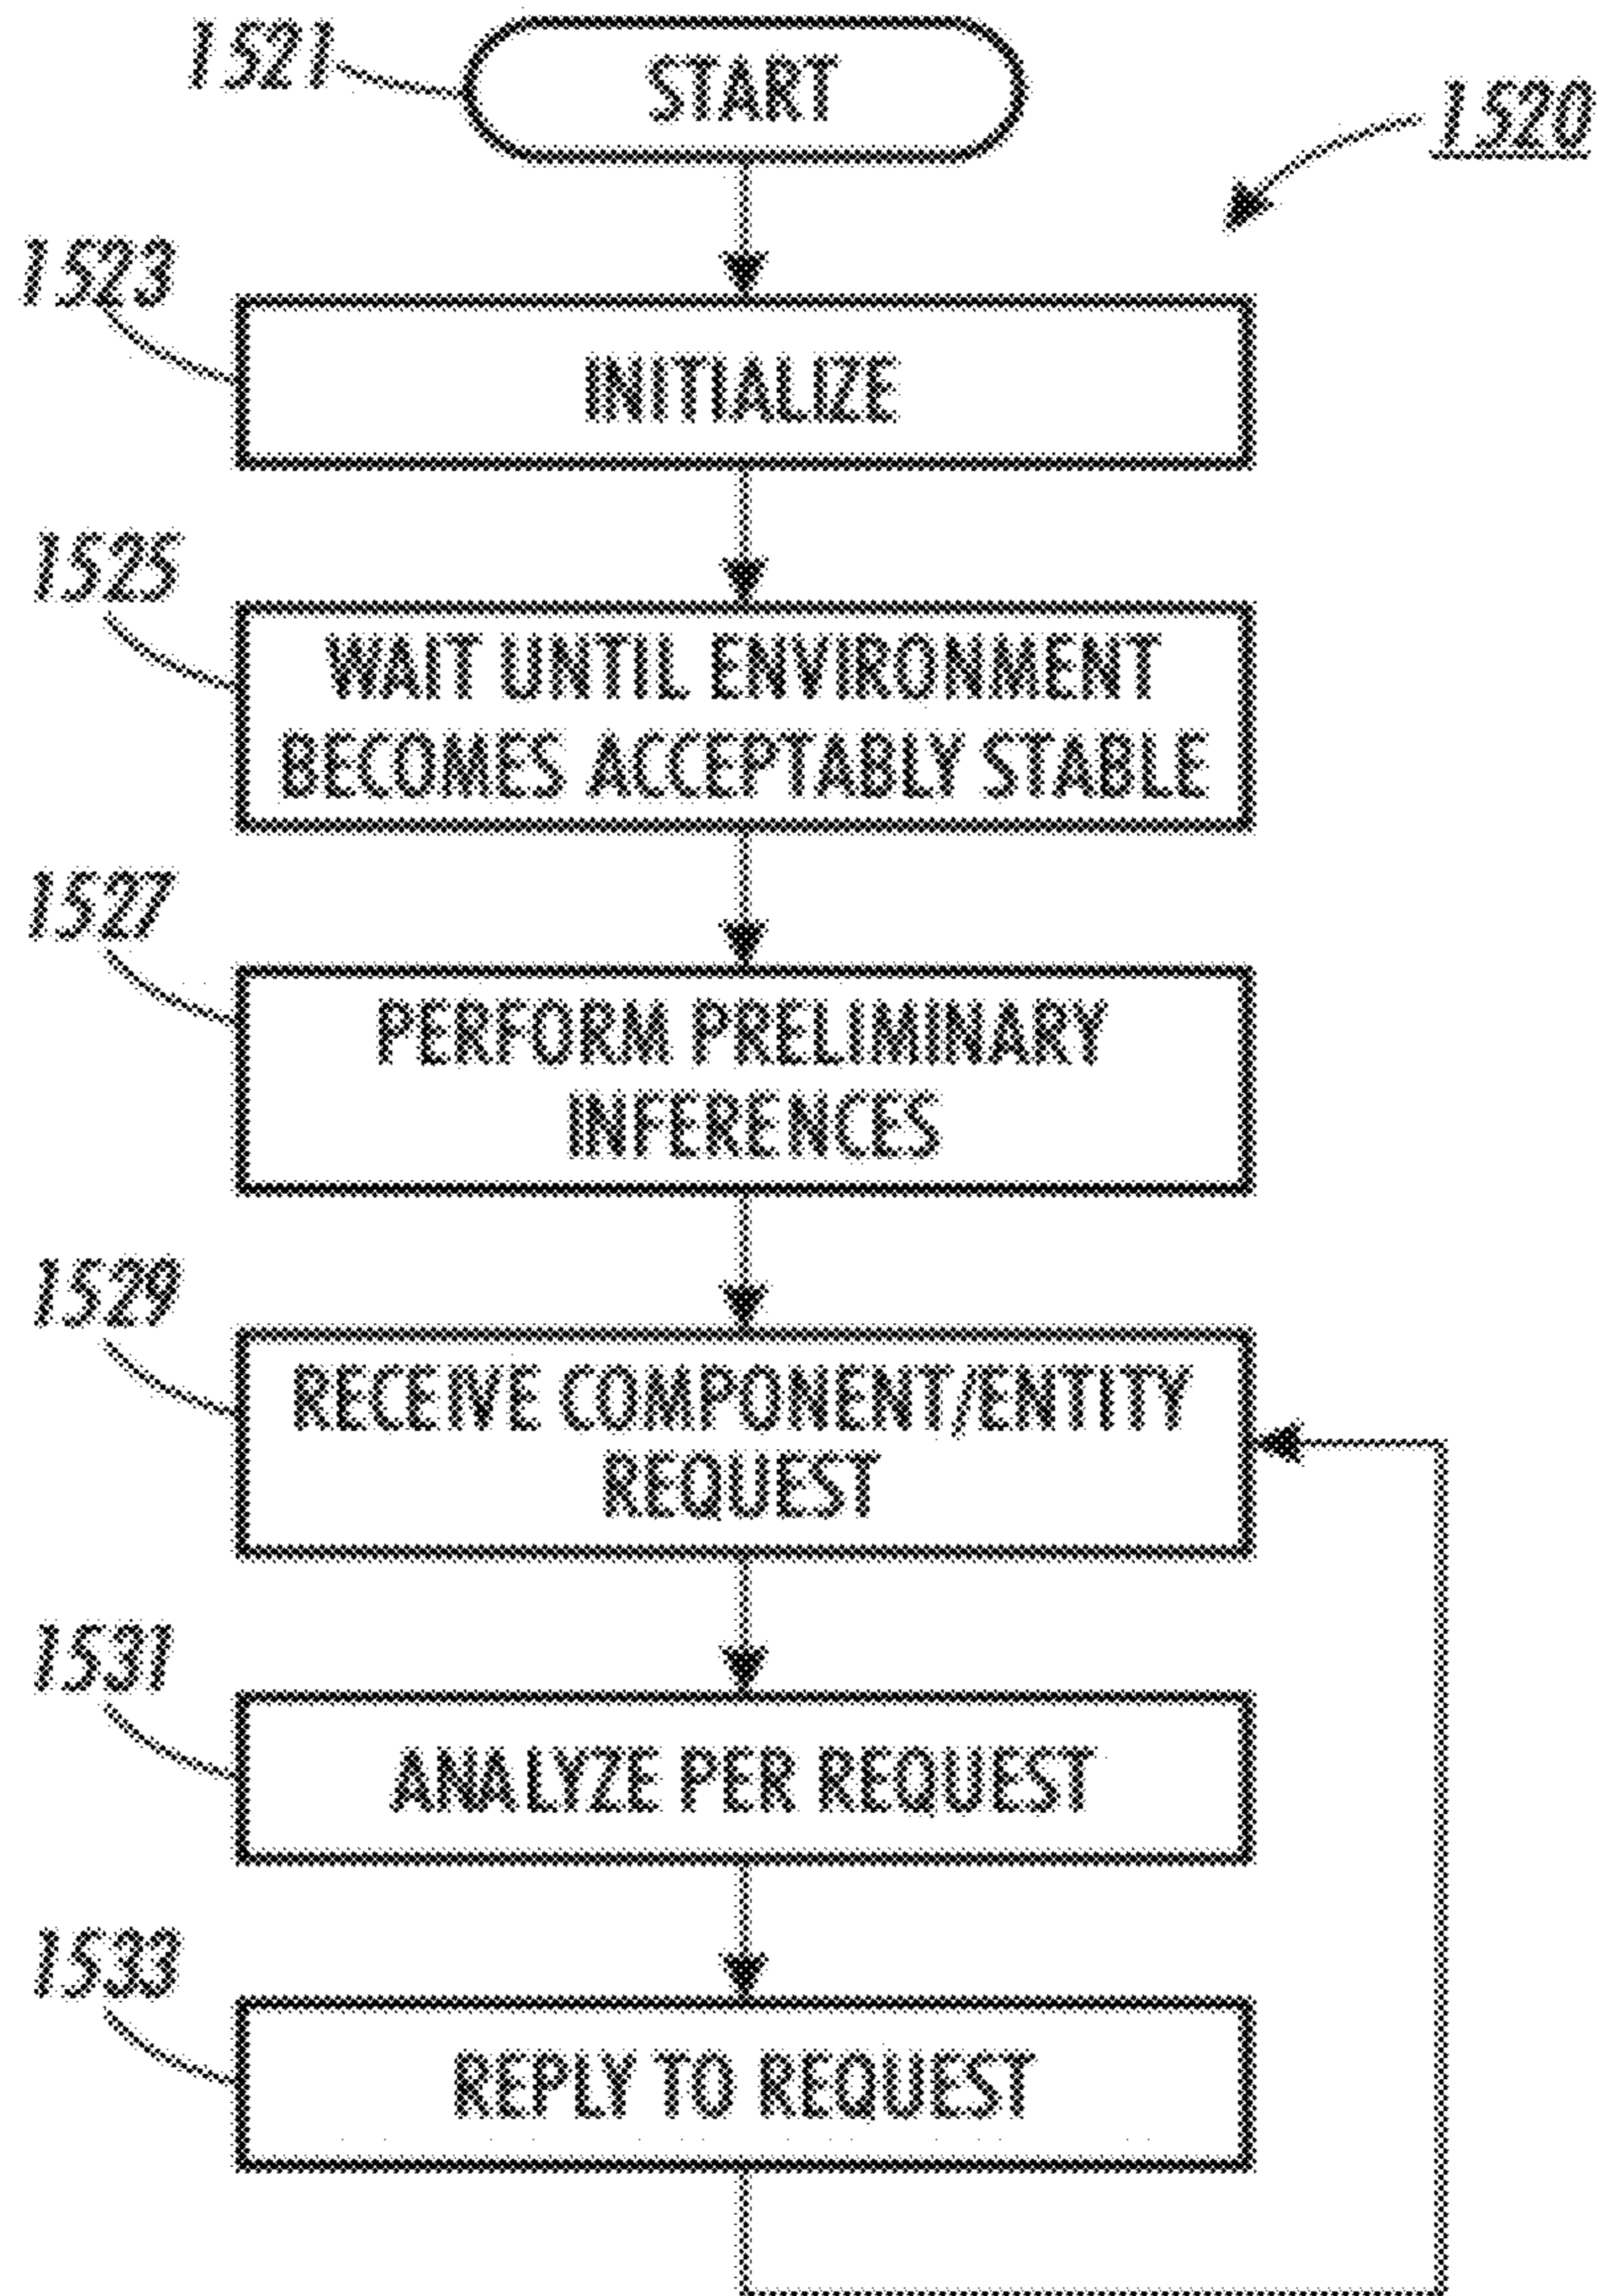 1521
START
1520
1523
INITIALIZE
1525
WAIT UNTIL ENVIRONMENT
BECOMES ACCEPTABLY STABLE
1527
PERFORM PRELIMINARY
INFERENCES
1529
RECEIVE COMPONENT/ENTITY
REQUEST
1531
ANALYZE PER REQUEST
1533
REPLY TO REQUEST